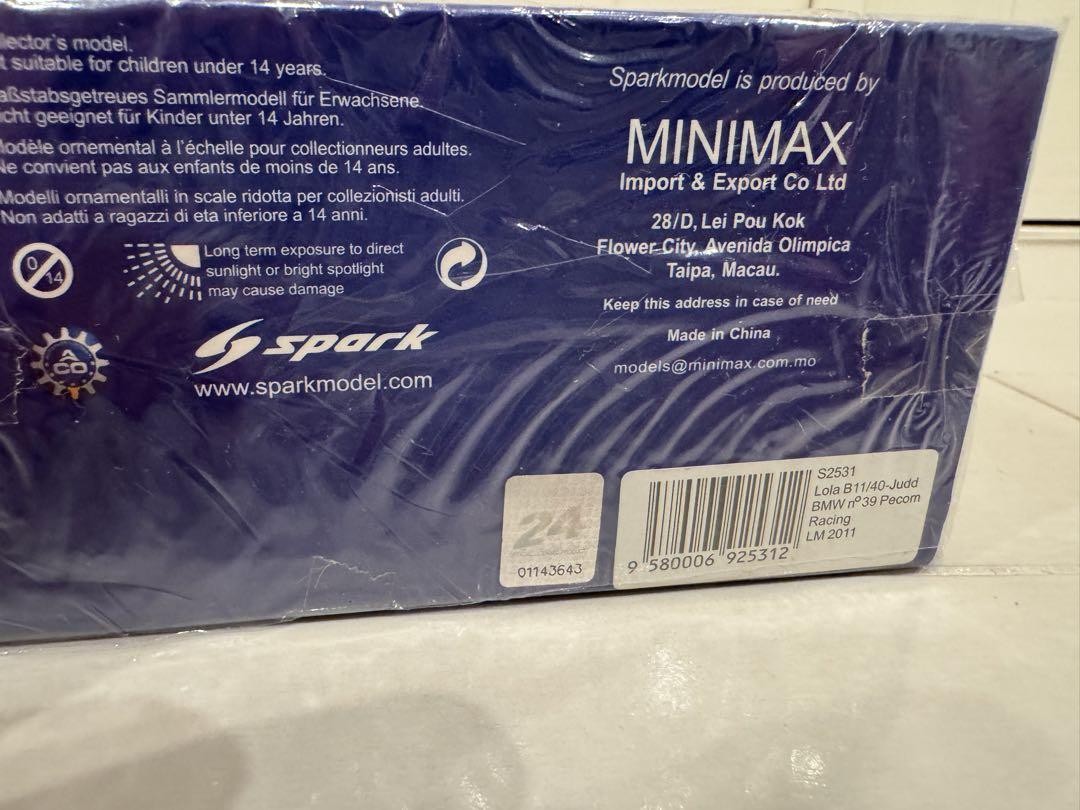 lector's model.
t suitable for children under 14 years.
aßstabsgetreues Sammlermodell für Erwachsene.
icht geeignet für Kinder unter 14 Jahren.
Modèle ornemental à l'échelle pour collectionneurs adultes.
Ne convient pas aux enfants de moins de 14 ans.
Modelli ornamentalli in scale ridotta per collezionisti adulti.
Non adatti a ragazzi di eta inferiore a 14 anni.
0
14
Long term exposure to direct
sunlight or bright spotlight
may cause damage
ACO
spark
www.sparkmodel.com
Sparkmodel is produced by
MINIMAX
Import & Export Co Ltd
28/D, Lei Pou Kok
Flower City, Avenida Olimpica
Taipa, Macau.
Keep this address in case of need
Made in China
models@minimax.com.mo
24
01143643
S2531
Lola B11/40-Judd
BMW nº39 Pecom
Racing
LM 2011
9 580006 925312